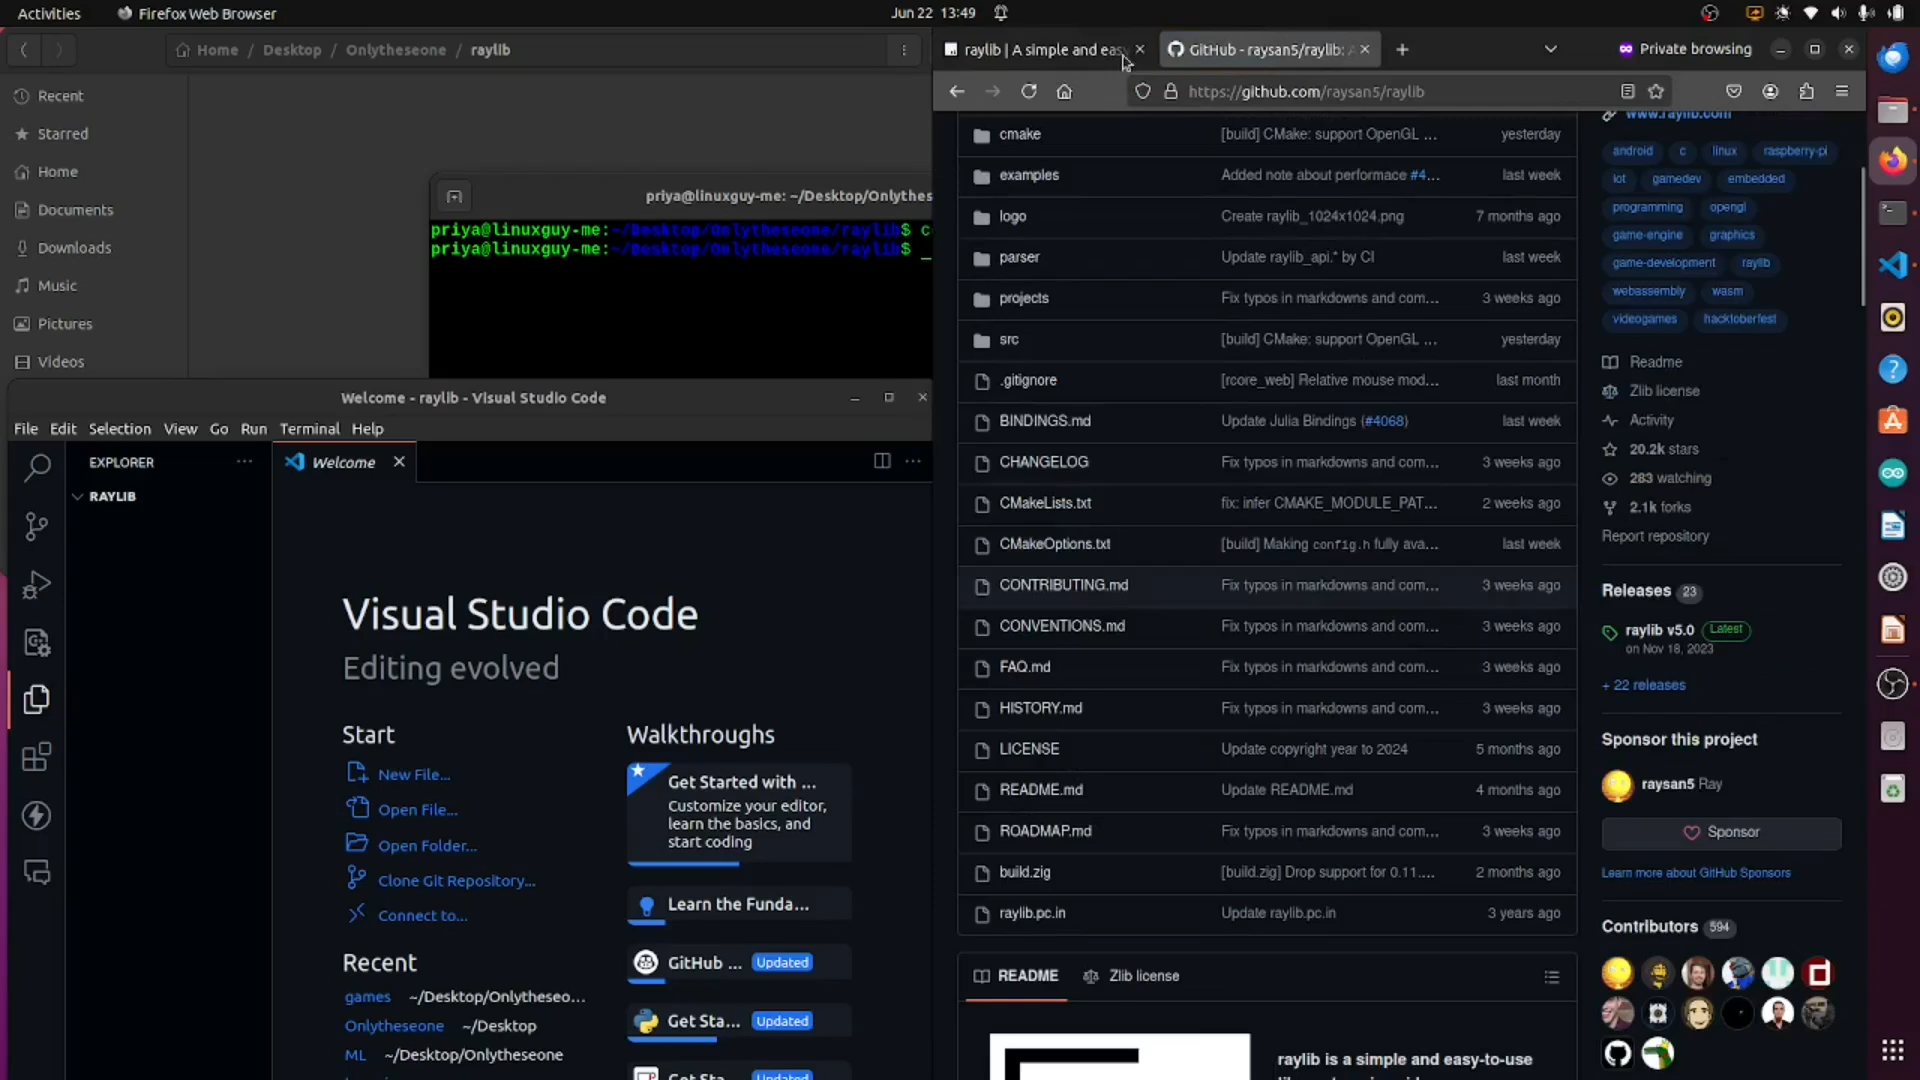 Activities
Firefox Web Browser
Jun 22 13:49
Home / Desktop / Onlytheseone / raylib
Recent
Starred
Home
Documents
Downloads
Music
Pictures
Videos
priya@linuxguy-me: ~/Desktop/Onlythes
priya@linuxguy-me:~/Desktop/Onlytheseone/raylib$ c
priya@linuxguy-me:~/Desktop/Onlytheseone/raylib$ _
Welcome - raylib - Visual Studio Code
File Edit Selection View Go Run Terminal Help
EXPLORER
RAYLIB
Welcome
Visual Studio Code
Editing evolved
Start
New File...
Open File...
Open Folder...
Clone Git Repository...
Connect to...
Recent
games ~/Desktop/Onlytheseo...
Onlytheseone ~/Desktop
ML ~/Desktop/Onlytheseone
Walkthroughs
Get Started with ...
Customize your editor,
learn the basics, and
start coding
Learn the Funda...
GitHub ... Updated
Get Sta... Updated
Get Sta... Updated
raylib | A simple and eas
GitHub - raysan5/raylib:
Private browsing
https://github.com/raysan5/raylib
cmake [build] CMake: support OpenGL ... yesterday
examples Added note about performace #4... last week
logo Create raylib_1024x1024.png 7 months ago
parser Update raylib_api.* by CI last week
projects Fix typos in markdowns and com... 3 weeks ago
src [build] CMake: support OpenGL ... yesterday
.gitignore [rcore_web] Relative mouse mod... last month
BINDINGS.md Update Julia Bindings (#4068) last week
CHANGELOG Fix typos in markdowns and com... 3 weeks ago
CMakeLists.txt fix: infer CMAKE_MODULE_PAT... 2 weeks ago
CMakeOptions.txt [build] Making config.h fully ava... last week
CONTRIBUTING.md Fix typos in markdowns and com... 3 weeks ago
CONVENTIONS.md Fix typos in markdowns and com... 3 weeks ago
FAQ.md Fix typos in markdowns and com... 3 weeks ago
HISTORY.md Fix typos in markdowns and com... 3 weeks ago
LICENSE Update copyright year to 2024 5 months ago
README.md Update README.md 4 months ago
ROADMAP.md Fix typos in markdowns and com... 3 weeks ago
build.zig [build.zig] Drop support for 0.11.... 2 months ago
raylib.pc.in Update raylib.pc.in 3 years ago
README Zlib license
raylib is a simple and easy-to-use
www.raylib.com
android c linux raspberry-pi
iot gamedev embedded
programming opengl
game-engine graphics
game-development raylib
webassembly wasm
videogames hacktoberfest
Readme
Zlib license
Activity
20.2k stars
283 watching
2.1k forks
Report repository
Releases 23
raylib v5.0 Latest
on Nov 18, 2023
+ 22 releases
Sponsor this project
raysan5 Ray
Sponsor
Learn more about GitHub Sponsors
Contributors 594